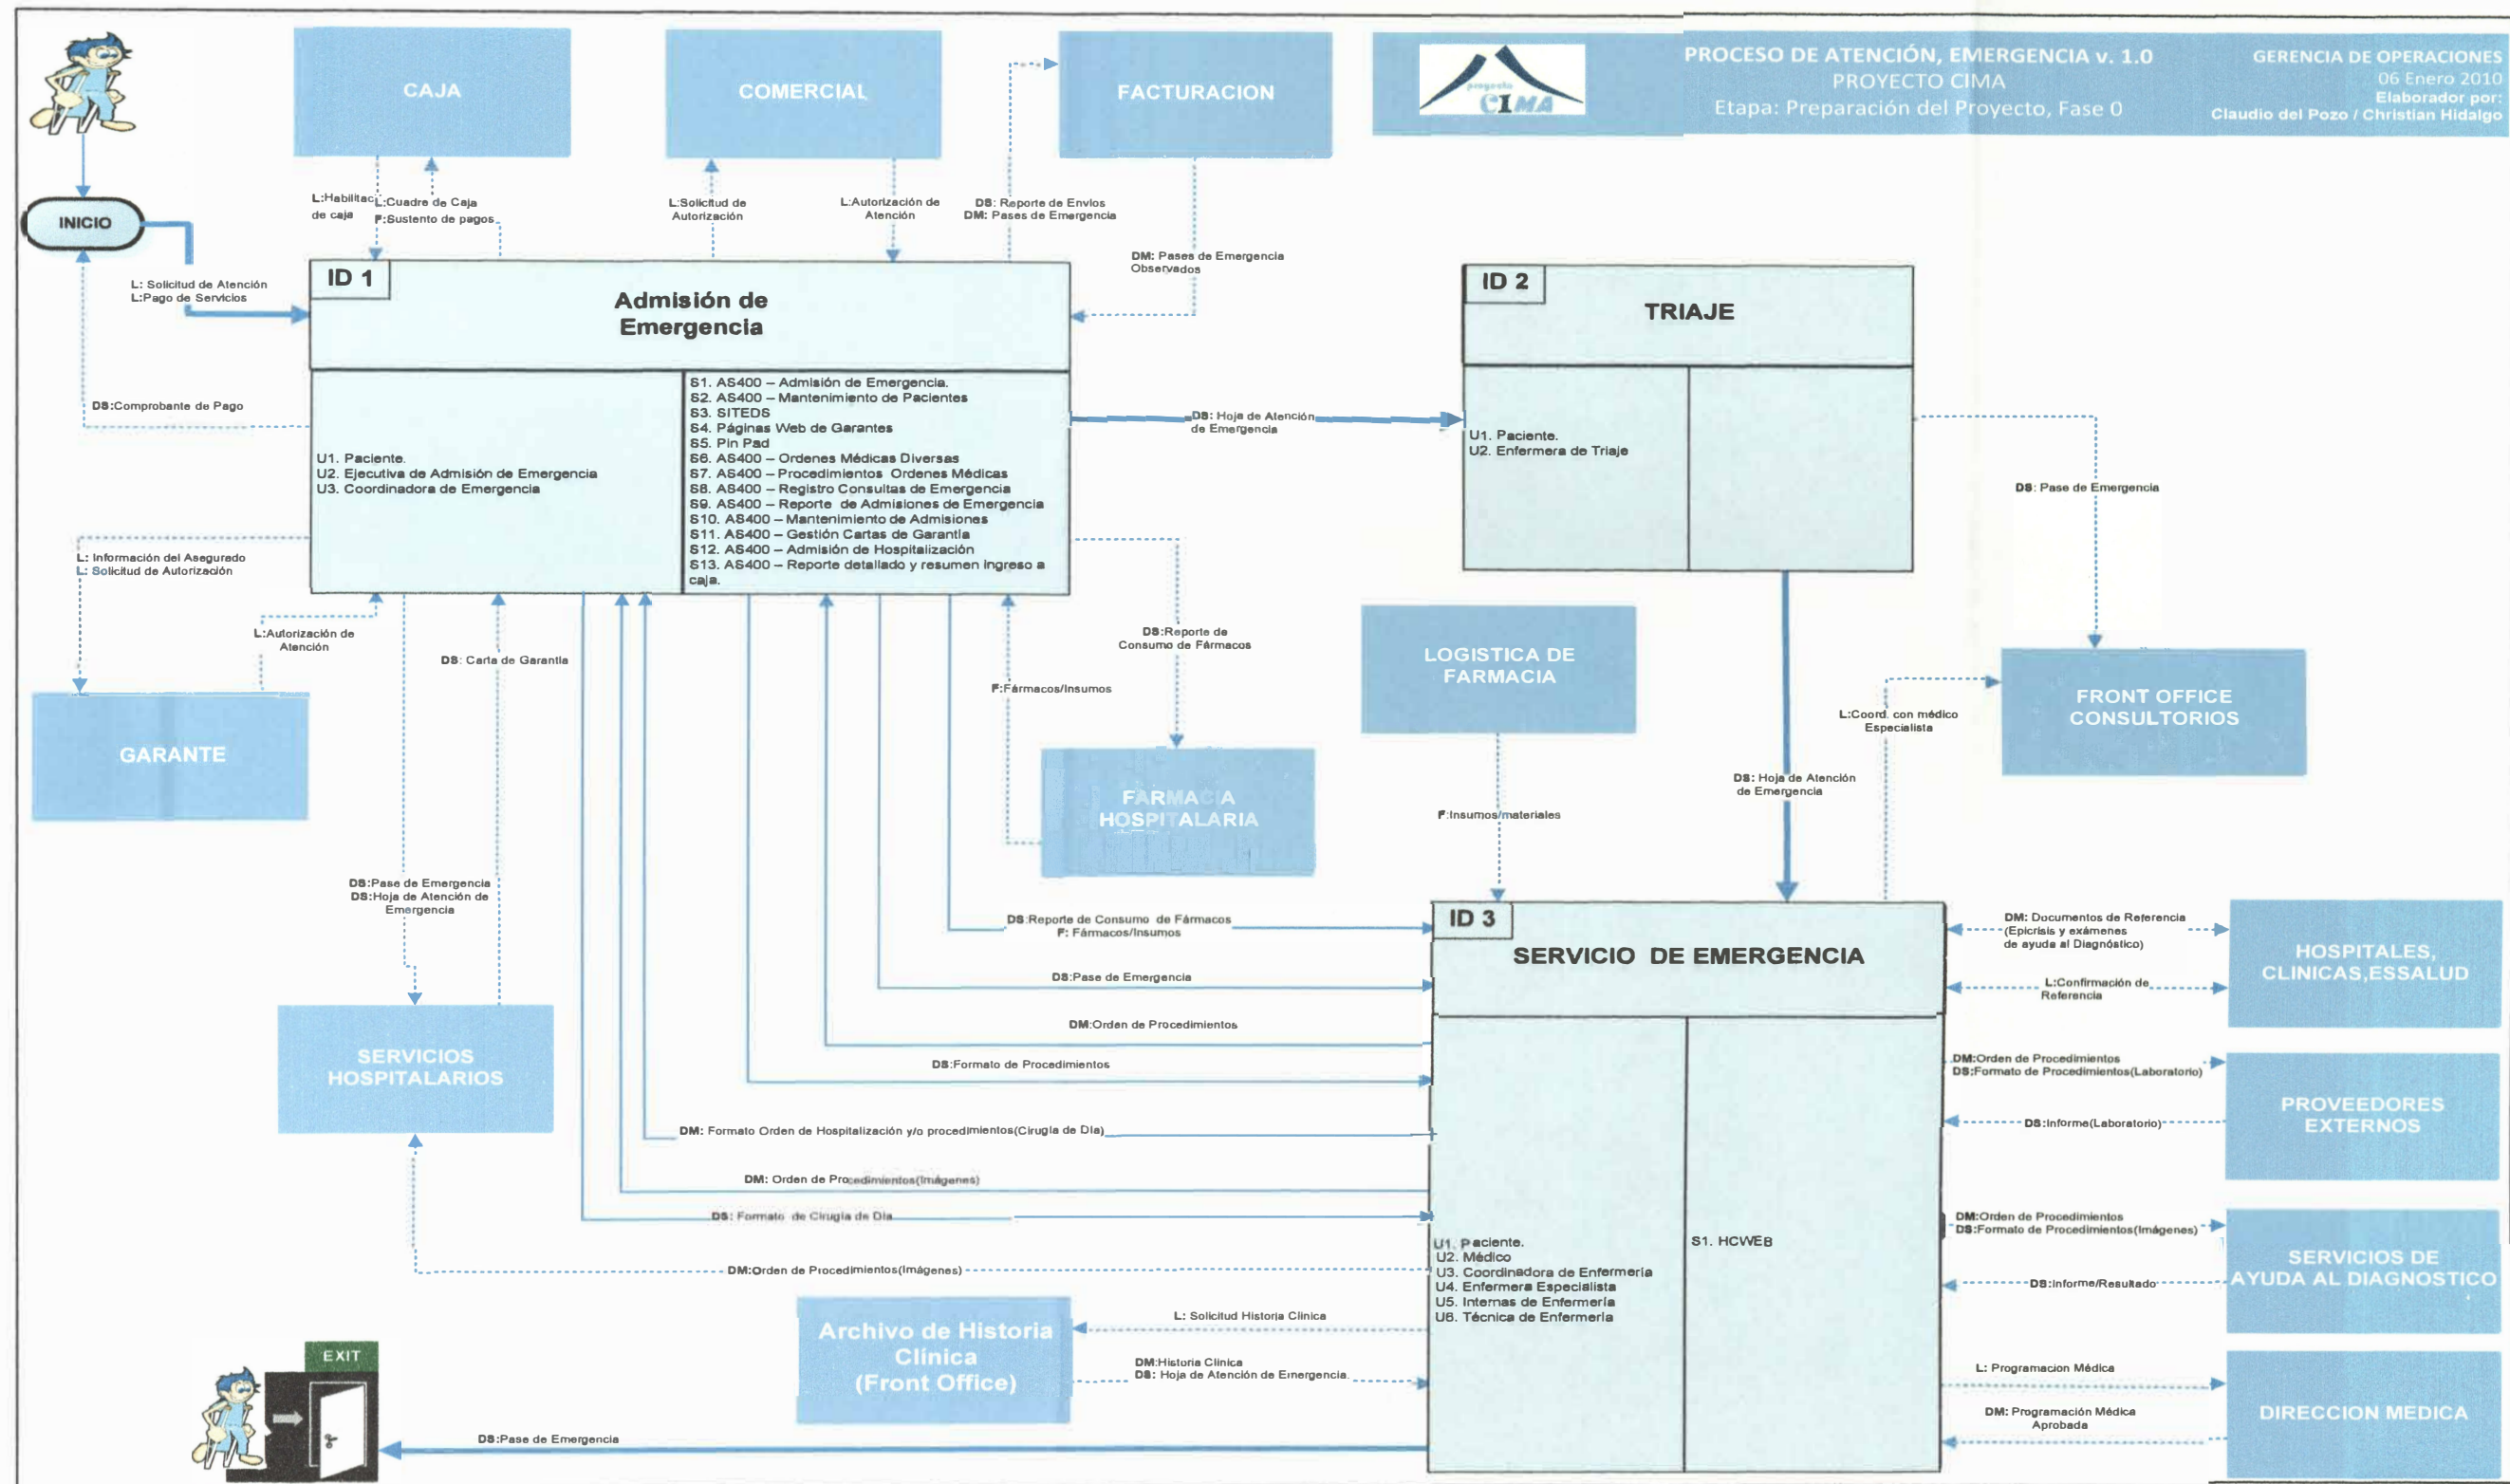 CAJA
COMERCIAL
FACTURACION
proyecto
CIMA
PROCESO DE ATENCIÓN, EMERGENCIA v. 1.0
PROYECTO CIMA
Etapa: Preparación del Proyecto, Fase 0
GERENCIA DE OPERACIONES
06 Enero 2010
Elaborador por:
Claudio del Pozo / Christian Hidalgo
INICIO
L:Habilitac
de caja
L:Cuadre de Caja
F:Sustento de pagos
L:Solicitud de
Autorización
L:Autorización de
Atención
DS: Reporte de Envíos
DM: Pases de Emergencia
DM: Pases de Emergencia
Observados
L: Solicitud de Atención
L:Pago de Servicios
ID 1
Admisión de
Emergencia
U1. Paciente.
U2. Ejecutiva de Admisión de Emergencia
U3. Coordinadora de Emergencia
S1. AS400 – Admisión de Emergencia.
S2. AS400 – Mantenimiento de Pacientes
S3. SITEDS
S4. Páginas Web de Garantes
S5. Pin Pad
S6. AS400 – Ordenes Médicas Diversas
S7. AS400 – Procedimientos Ordenes Médicas
S8. AS400 – Registro Consultas de Emergencia
S9. AS400 – Reporte de Admisiones de Emergencia
S10. AS400 – Mantenimiento de Admisiones
S11. AS400 – Gestión Cartas de Garantía
S12. AS400 – Admisión de Hospitalización
S13. AS400 – Reporte detallado y resumen ingreso a
caja.
DS:Comprobante de Pago
DS: Hoja de Atención
de Emergencia
ID 2
TRIAJE
U1. Paciente.
U2. Enfermera de Triaje
DS: Pase de Emergencia
L: Información del Asegurado
L: Solicitud de Autorización
L:Autorización de
Atención
DS: Carta de Garantía
GARANTE
DS:Reporte de
Consumo de Fármacos
F:Fármacos/Insumos
FARMACIA
HOSPITALARIA
LOGISTICA DE
FARMACIA
F:Insumos/materiales
DS: Hoja de Atención
de Emergencia
L:Coord. con médico
Especialista
FRONT OFFICE
CONSULTORIOS
DS:Pase de Emergencia
DS:Hoja de Atención de
Emergencia
SERVICIOS
HOSPITALARIOS
DS:Reporte de Consumo de Fármacos
F: Fármacos/Insumos
DS:Pase de Emergencia
DM:Orden de Procedimientos
DS:Formato de Procedimientos
DM: Formato Orden de Hospitalización y/o procedimientos(Cirugía de Día)
DM: Orden de Procedimientos(Imágenes)
DS: Formato de Cirugía de Día
DM:Orden de Procedimientos(Imágenes)
ID 3
SERVICIO DE EMERGENCIA
U1. Paciente.
U2. Médico
U3. Coordinadora de Enfermería
U4. Enfermera Especialista
U5. Internas de Enfermería
U6. Técnica de Enfermería
S1. HCWEB
DM: Documentos de Referencia
(Epicrisis y exámenes
de ayuda al Diagnóstico)
L:Confirmación de
Referencia
HOSPITALES,
CLINICAS,ESSALUD
DM:Orden de Procedimientos
DS:Formato de Procedimientos(Laboratorio)
DS:Informe(Laboratorio)
PROVEEDORES
EXTERNOS
DM:Orden de Procedimientos
DS:Formato de Procedimientos(Imágenes)
DS:Informe/Resultado
SERVICIOS DE
AYUDA AL DIAGNOSTICO
L: Programacion Médica
DM: Programación Médica
Aprobada
DIRECCION MEDICA
Archivo de Historia
Clínica
(Front Office)
L: Solicitud Historia Clinica
DM:Historia Clinica
DS: Hoja de Atención de Emergencia.
EXIT
DS:Pase de Emergencia